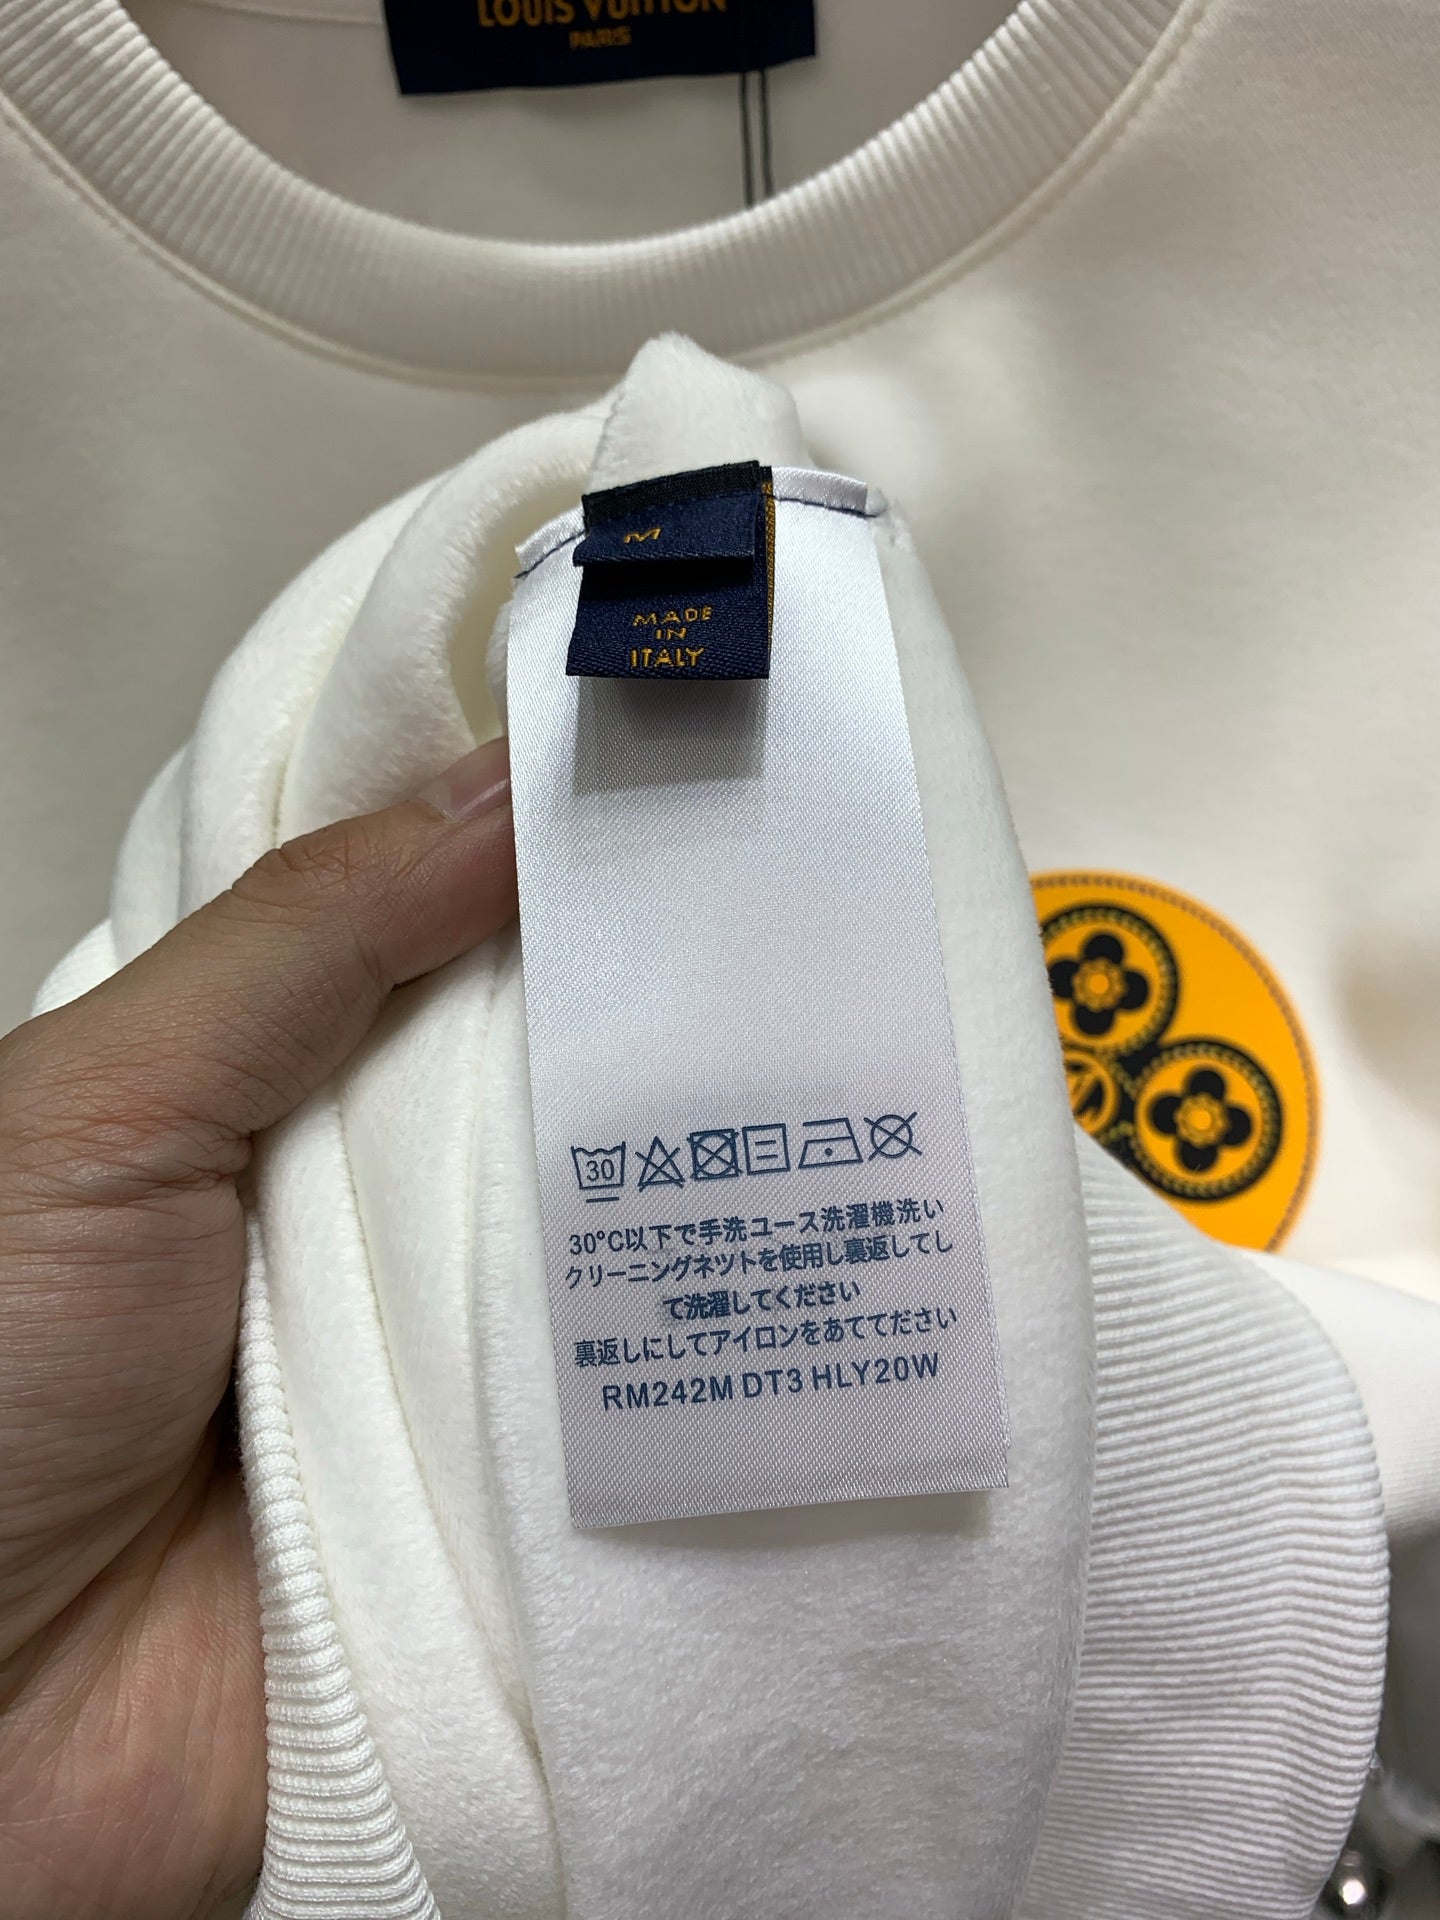 LOUIS VUITTON
PARIS
M
MADE
IN
ITALY
30
30°C以下で手洗ユース洗濯機洗い
クリーニングネツトを使用し裏返してし
て洗濯してください
裏返しにしてアイロンをあててださい
RM242M DT3 HLY20W